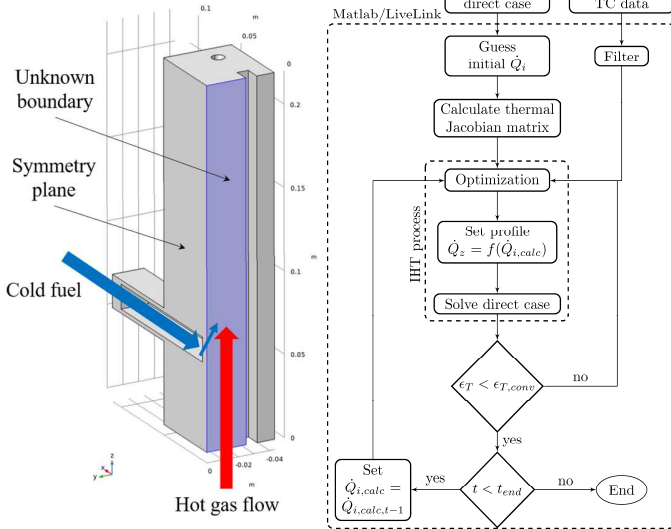 m
0.1
0.05
0
0.2
0.15
m
0.1
0.05
0
-0.04
-0.02
m
0
z
x
y
Unknown
boundary
Symmetry
plane
Cold fuel
Hot gas flow
direct case
TC data
Matlab/LiveLink
Guess
initial Q̇i
Filter
Calculate thermal
Jacobian matrix
Optimization
IHT process
Set profile
Q̇z = f(Q̇i,calc)
Solve direct case
ϵT < ϵT,conv
no
yes
Set
Q̇i,calc =
Q̇i,calc,t−1
yes
t < tend
no
End